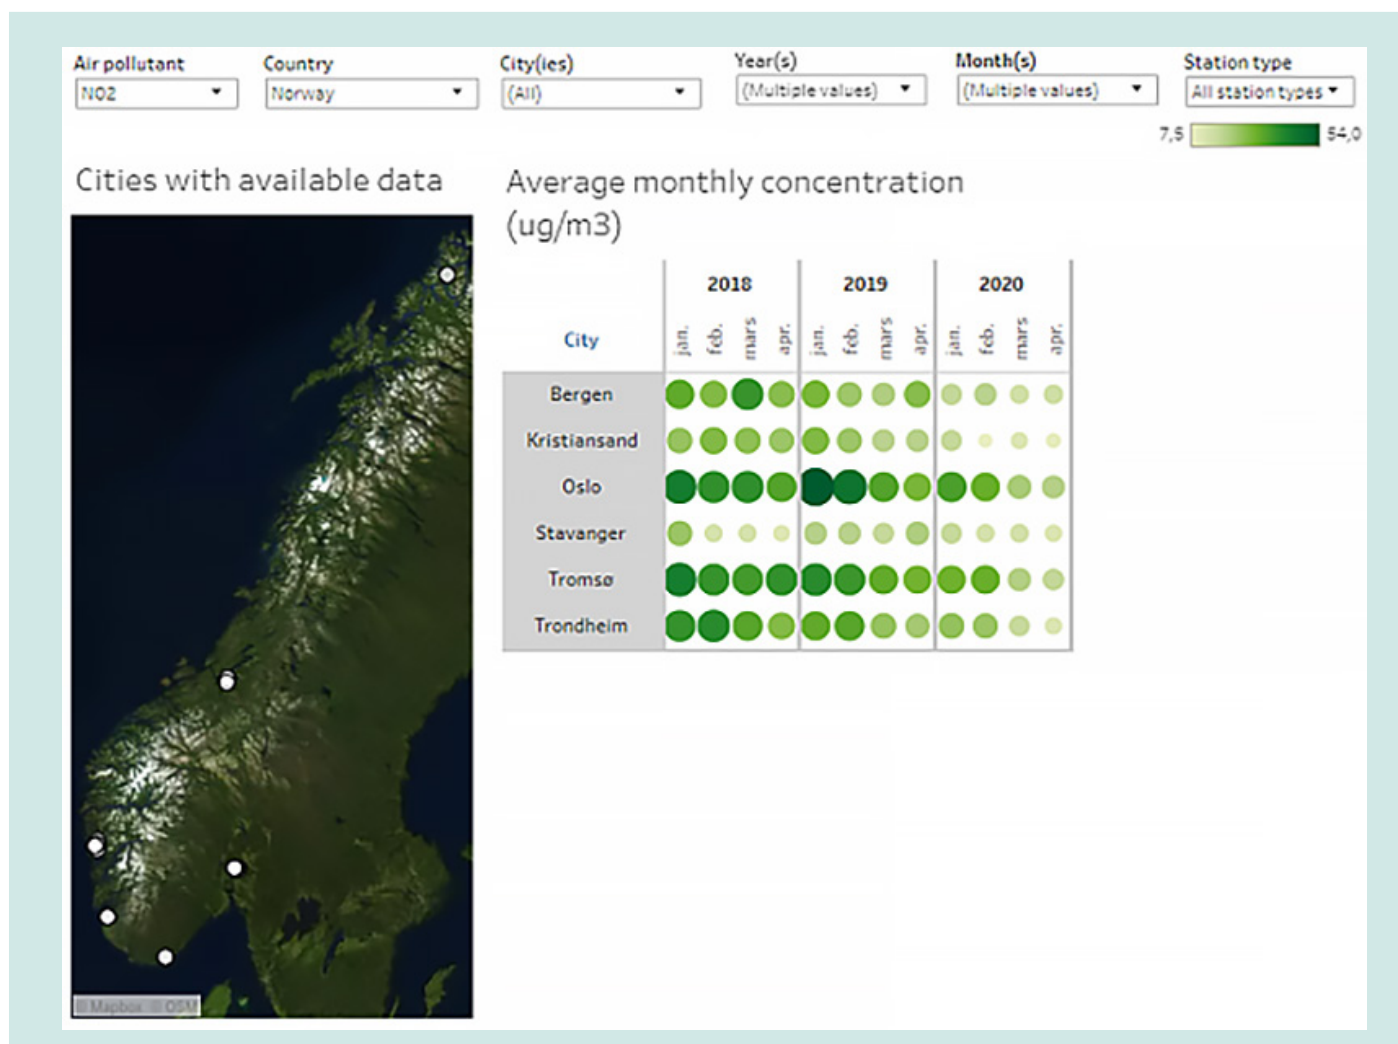 Air pollutant Country City(ies) Year(s) Month(s) Station type
NO2 Norway (All) (Multiple values) (Multiple values) All station types
7,5 54,0
Cities with available data
Average monthly concentration
(ug/m3)
2018 2019 2020
City jan. feb. mars apr. jan. feb. mars apr. jan. feb. mars apr.
Bergen
Kristiansand
Oslo
Stavanger
Tromsø
Trondheim
© Mapbox © OSM